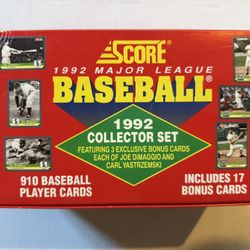 SCORE
1992 MAJOR LEAGUE
BASEBALL®
1992
COLLECTOR SET
FEATURING 3 EXCLUSIVE BONUS CARDS
EACH OF JOE DIMAGGIO AND
CARL YASTRZEMSKI
910 BASEBALL
PLAYER CARDS
INCLUDES 17
BONUS CARDS